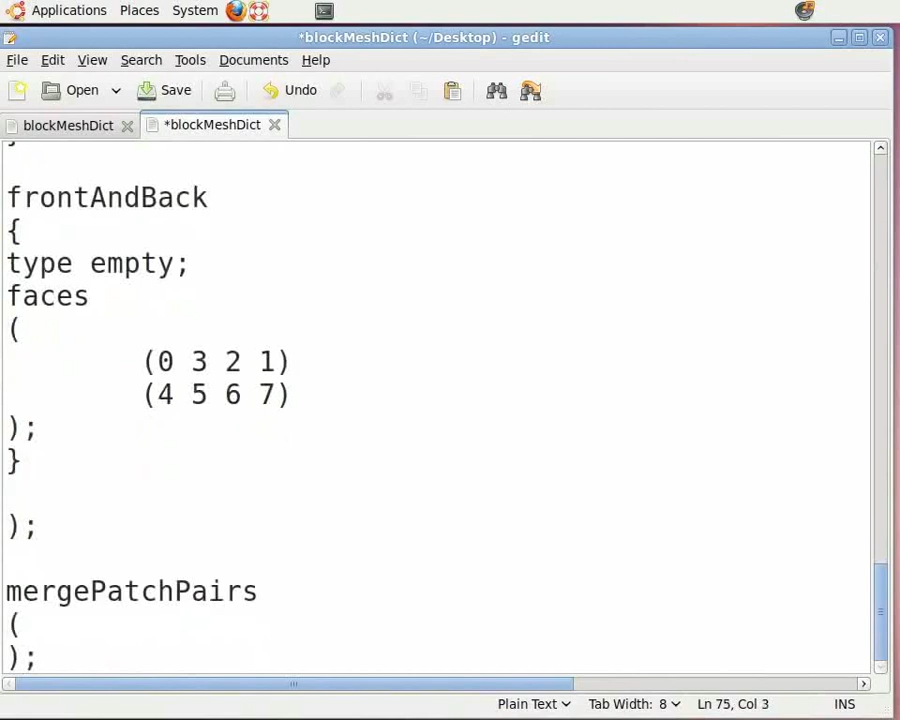 Applications Places System
*blockMeshDict (~/Desktop) - gedit
File Edit View Search Tools Documents Help
Open Save Undo
blockMeshDict *blockMeshDict
}
frontAndBack
{
type empty;
faces
(
(0 3 2 1)
(4 5 6 7)
);
}
);
mergePatchPairs
(
);
Plain Text Tab Width: 8 Ln 75, Col 3 INS